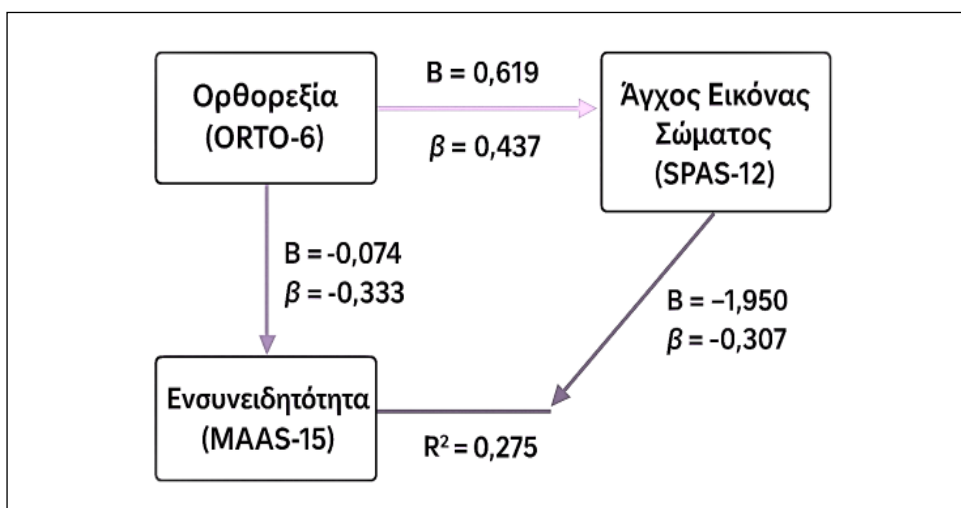 Ορθορεξία
(ORTO-6)
B = 0,619
β = 0,437
Άγχος Εικόνας
Σώματος
(SPAS-12)
B = -0,074
β = -0,333
B = –1,950
β = -0,307
Ενσυνειδητότητα
(MAAS-15)
R² = 0,275